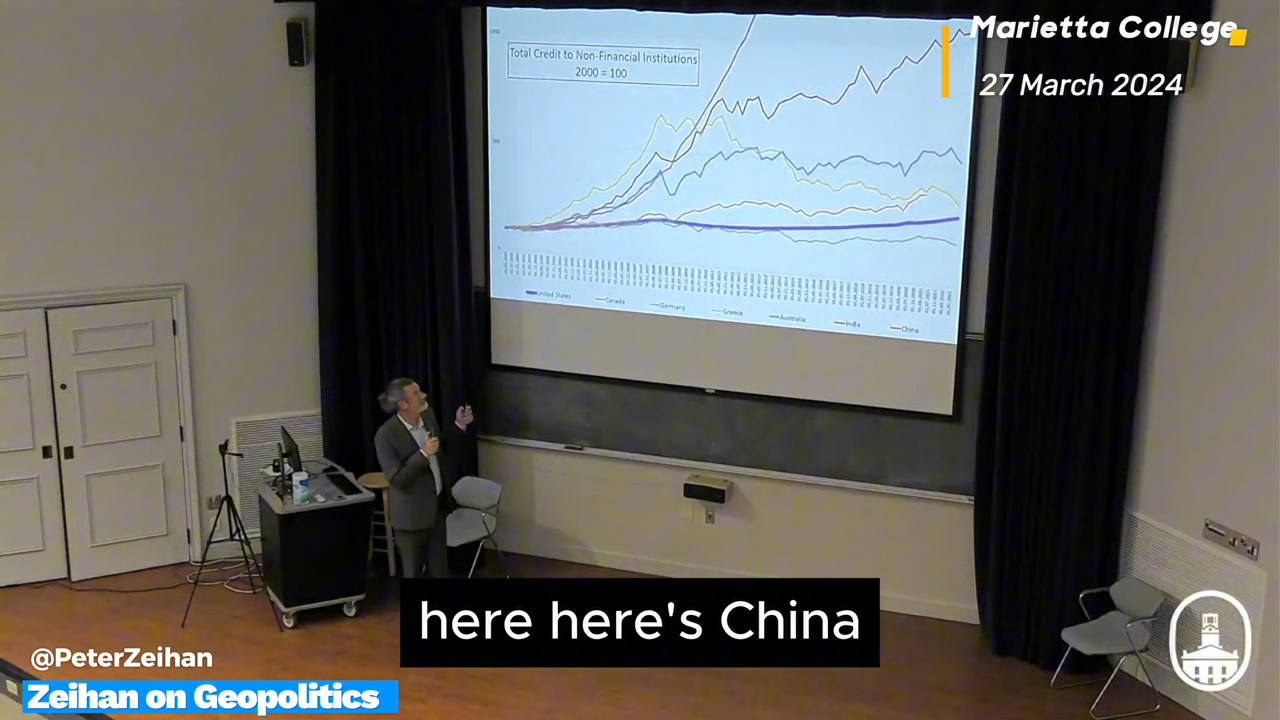 Marietta College
27 March 2024
Total Credit to Non-Financial Institutions
2000 = 100
United States
Canada
Germany
Greece
Australia
India
China
here here's China
@PeterZeihan
Zeihan on Geopolitics